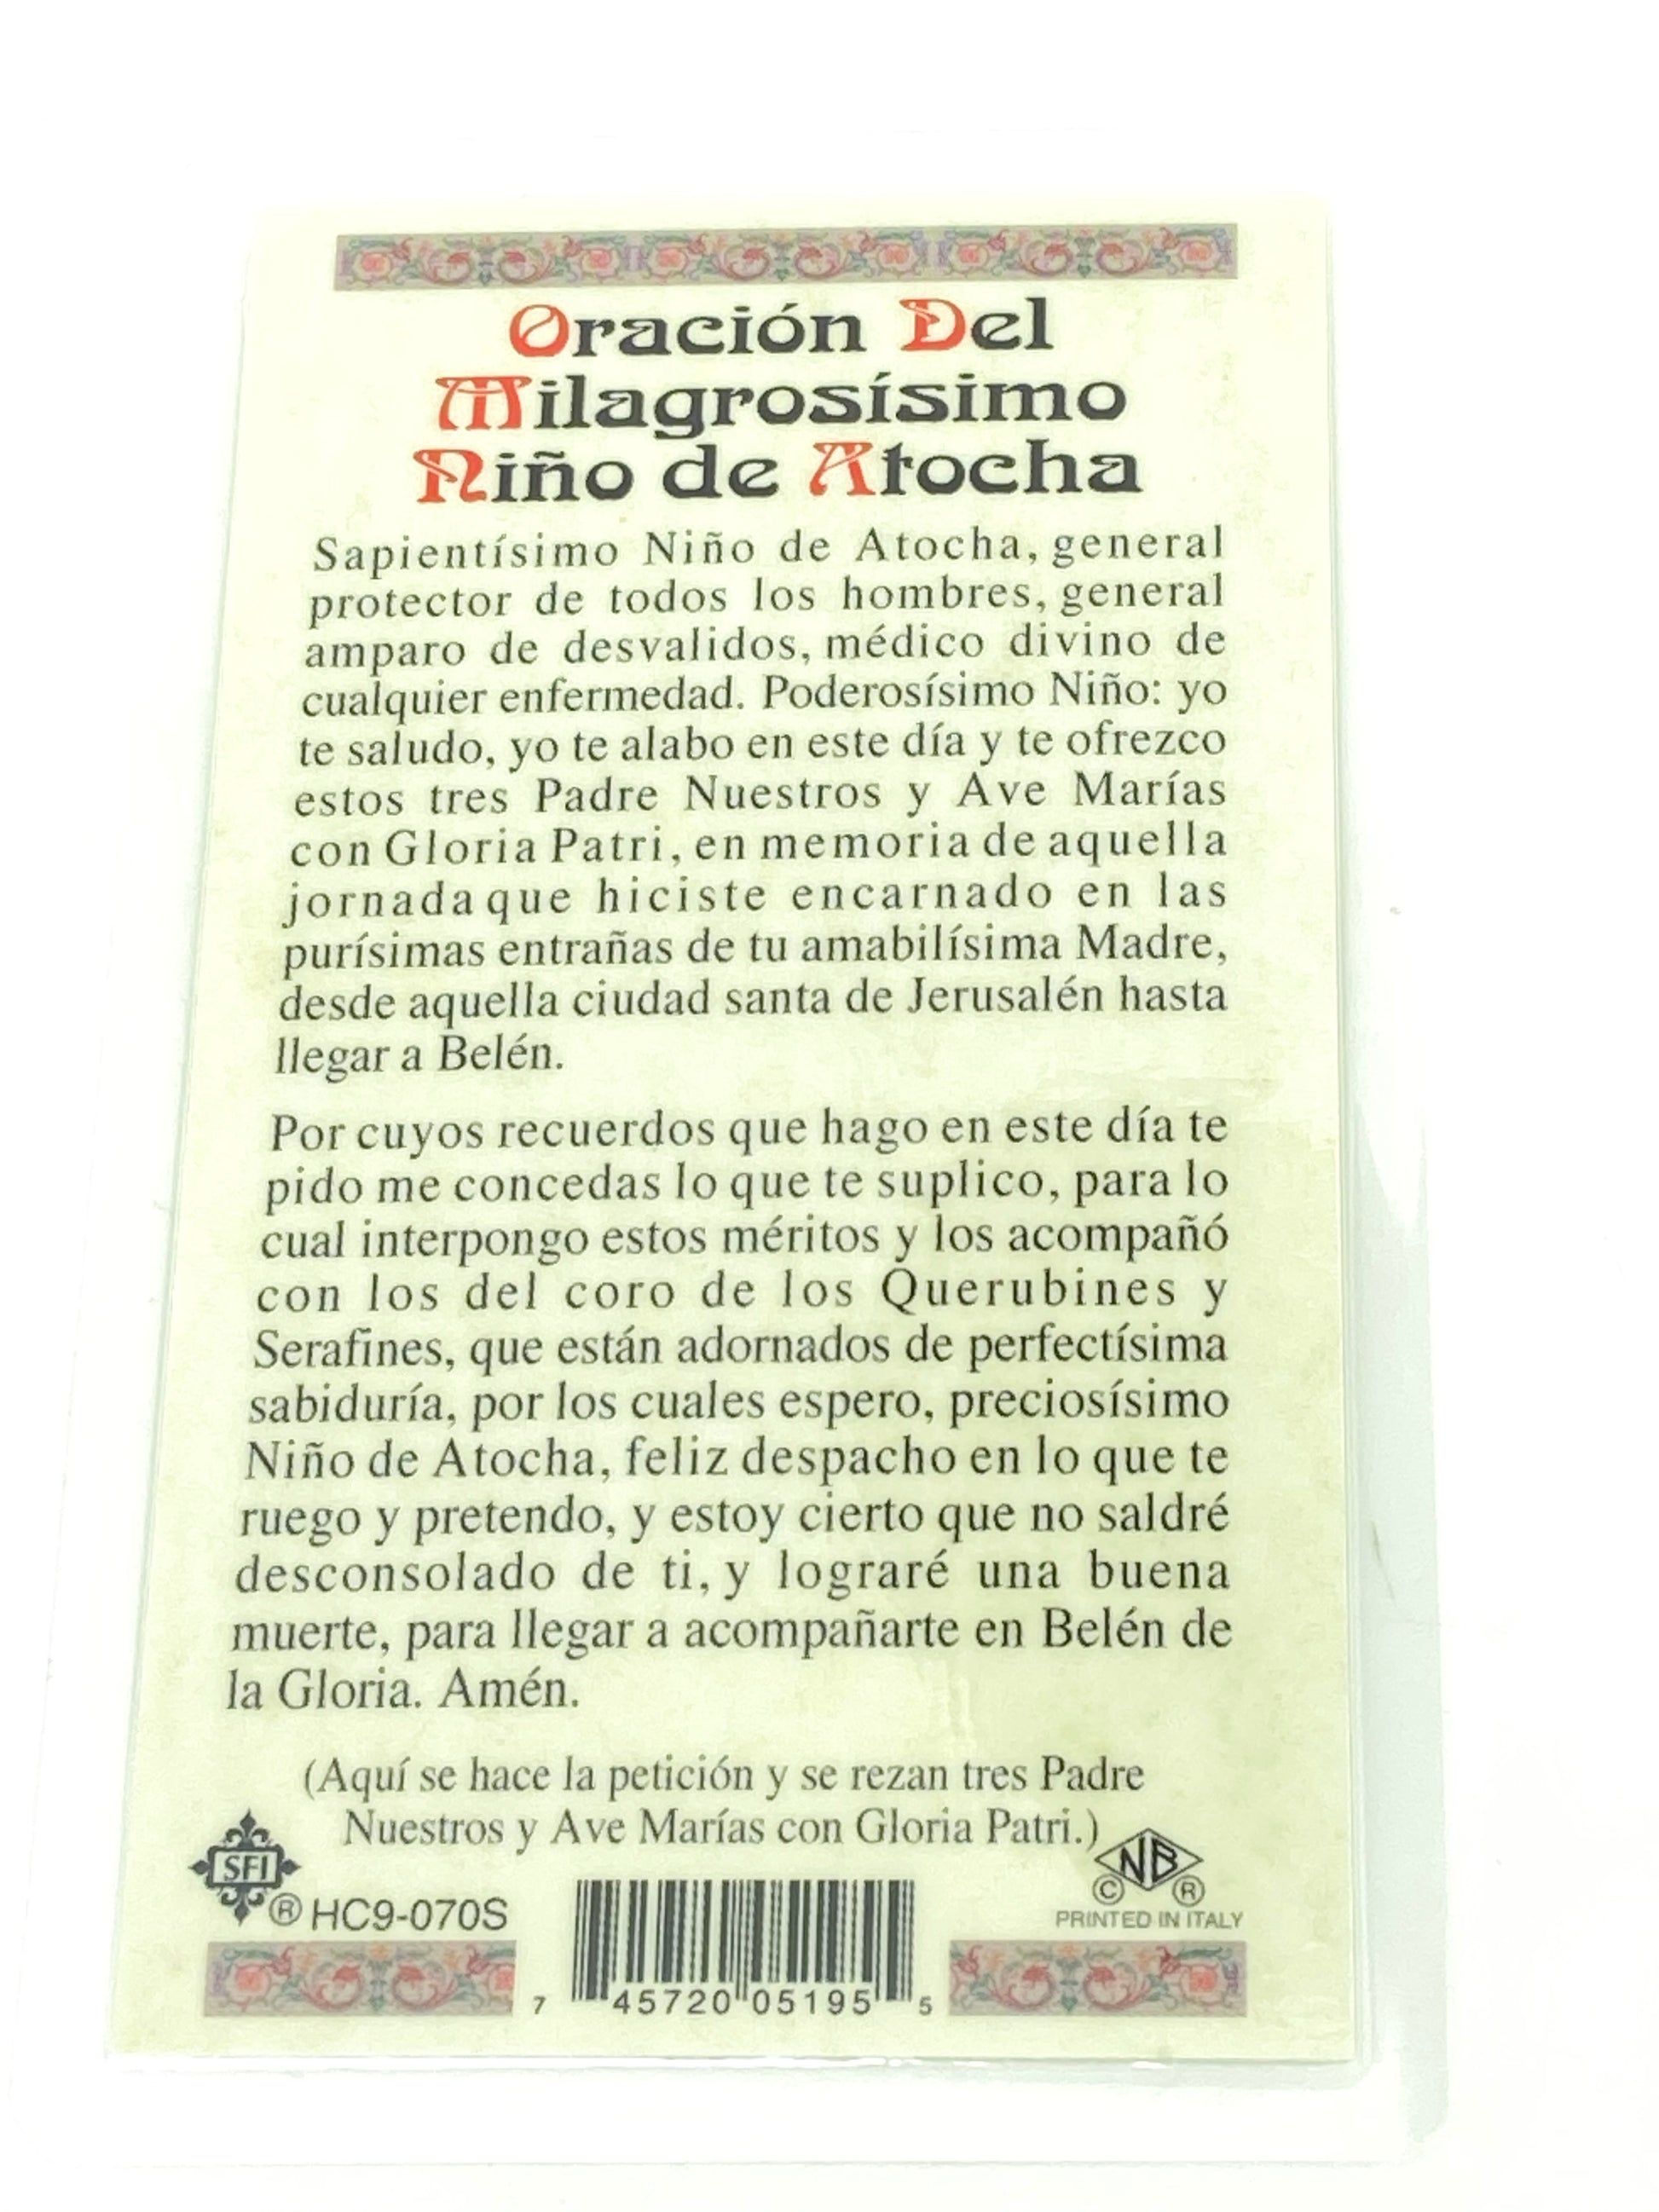 Oración Del
Milagrosísimo
Niño de Atocha
Sapientísimo Niño de Atocha, general
protector de todos los hombres, general
amparo de desvalidos, médico divino de
cualquier enfermedad. Poderosísimo Niño: yo
te saludo, yo te alabo en este día y te ofrezco
estos tres Padre Nuestros y Ave Marías
con Gloria Patri, en memoria de aquella
jornada que hiciste encarnado en las
purísimas entrañas de tu amabilísima Madre,
desde aquella ciudad santa de Jerusalén hasta
llegar a Belén.
Por cuyos recuerdos que hago en este día te
pido me concedas lo que te suplico, para lo
cual interpongo estos méritos y los acompañó
con los del coro de los Querubines y
Serafines, que están adornados de perfectísima
sabiduría, por los cuales espero, preciosísimo
Niño de Atocha, feliz despacho en lo que te
ruego y pretendo, y estoy cierto que no saldré
desconsolado de ti, y lograré una buena
muerte, para llegar a acompañarte en Belén de
la Gloria. Amén.
(Aquí se hace la petición y se rezan tres Padre
Nuestros y Ave Marías con Gloria Patri.)
SFI
® HC9-070S
NB
© ®
PRINTED IN ITALY
7 45720 05195 5